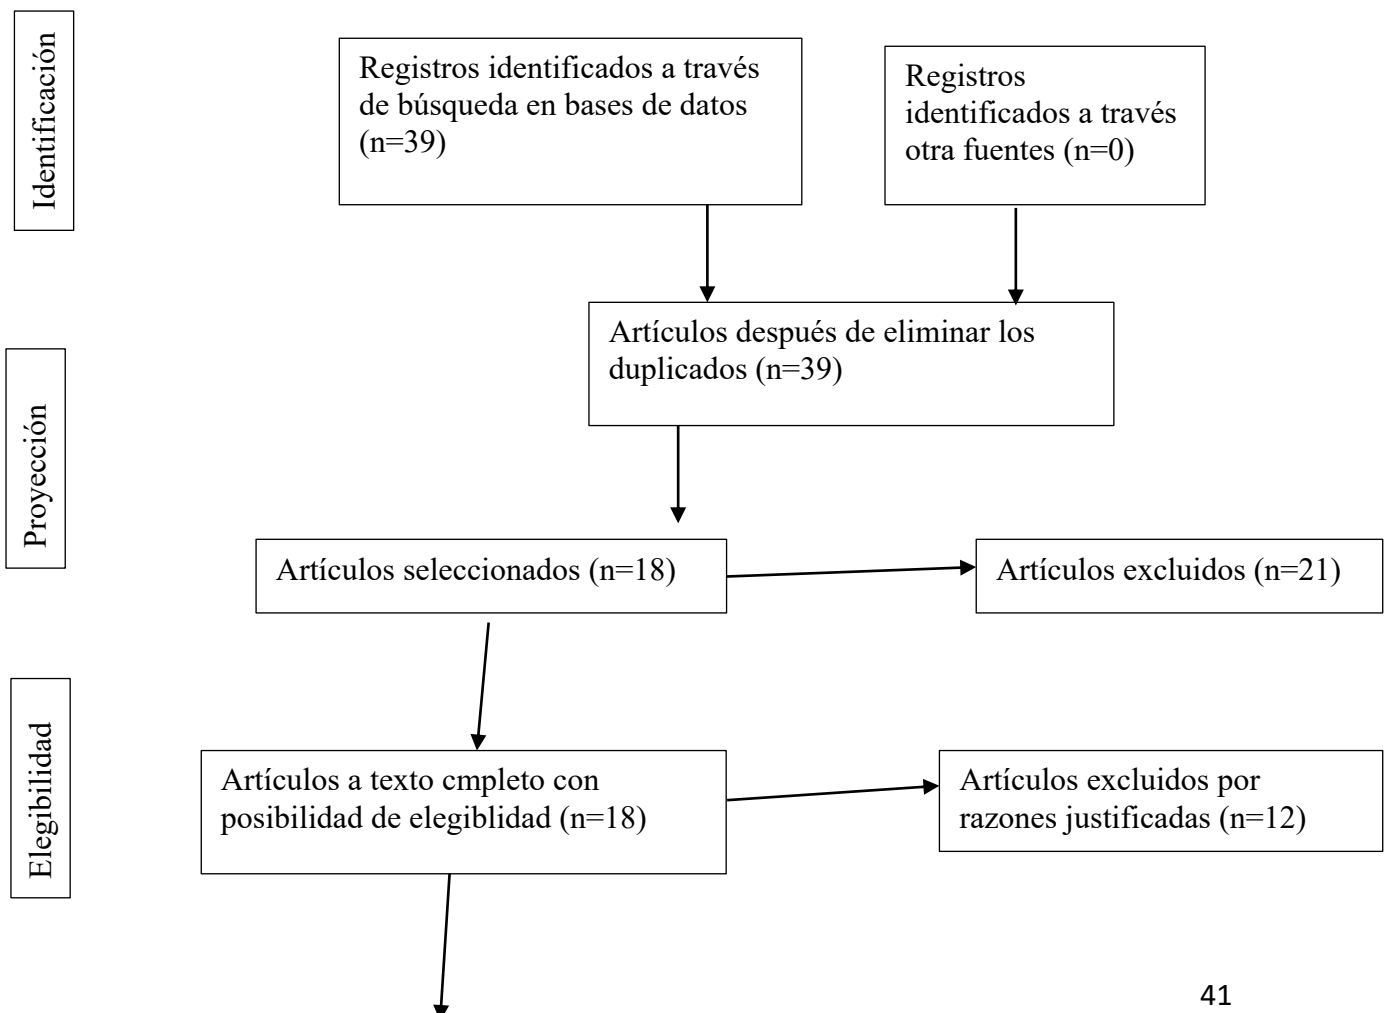 Identificación
Registros identificados a través
de búsqueda en bases de datos
(n=39)
Registros
identificados a través
otra fuentes (n=0)
Artículos después de eliminar los
duplicados (n=39)
Proyección
Artículos seleccionados (n=18)
Artículos excluidos (n=21)
Elegibilidad
Artículos a texto cmpleto con
posibilidad de elegiblidad (n=18)
Artículos excluidos por
razones justificadas (n=12)
41